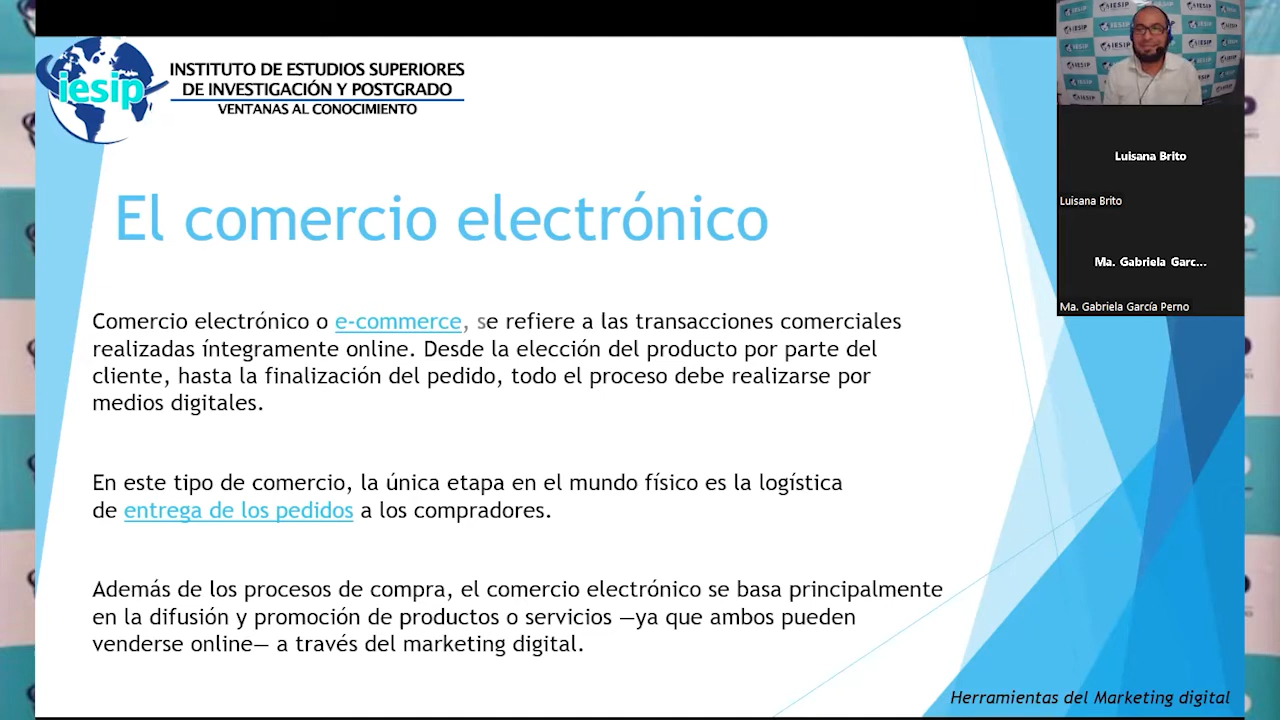 iesip
INSTITUTO DE ESTUDIOS SUPERIORES
DE INVESTIGACIÓN Y POSTGRADO
VENTANAS AL CONOCIMIENTO
El comercio electrónico
Comercio electrónico o e-commerce, se refiere a las transacciones comerciales
realizadas íntegramente online. Desde la elección del producto por parte del
cliente, hasta la finalización del pedido, todo el proceso debe realizarse por
medios digitales.
En este tipo de comercio, la única etapa en el mundo físico es la logística
de entrega de los pedidos a los compradores.
Además de los procesos de compra, el comercio electrónico se basa principalmente
en la difusión y promoción de productos o servicios —ya que ambos pueden
venderse online— a través del marketing digital.
Herramientas del Marketing digital
IESIP
Luisana Brito
Luisana Brito
Ma. Gabriela Garc...
Ma. Gabriela García Perno